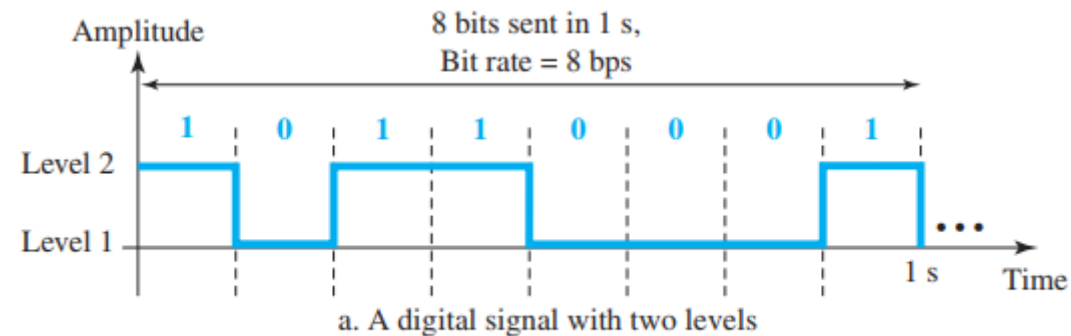 Amplitude
8 bits sent in 1 s,
Bit rate = 8 bps
1 0 1 1 0 0 0 1
Level 2
Level 1
•••
1 s
Time
a. A digital signal with two levels